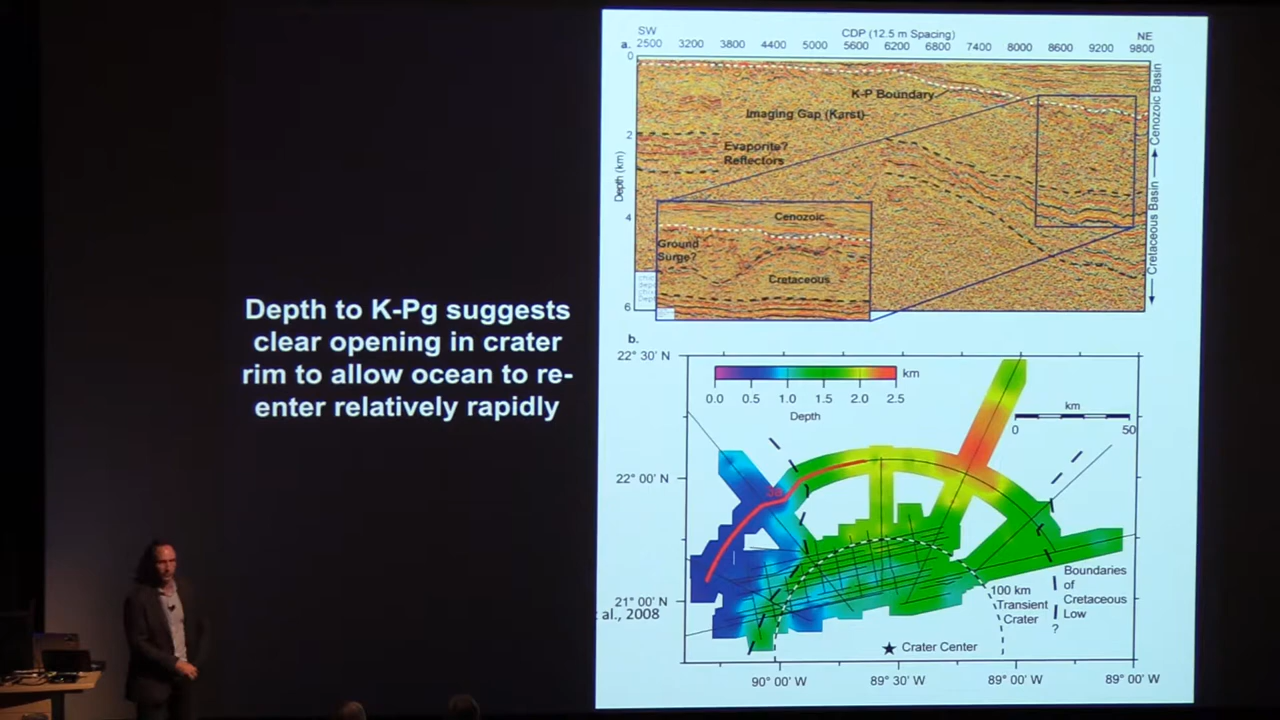 Depth to K-Pg suggests
clear opening in crater
rim to allow ocean to re-
enter relatively rapidly
SW
CDP (12.5 m Spacing)
NE
a.
2500 3200 3800 4400 5000 5600 6200 6800 7400 8000 8600 9200 9800
0
2
4
6
Depth (km)
K-P Boundary
Imaging Gap (Karst)
Evaporite?
Reflectors
Cenozoic
Ground
Surge?
Cretaceous
Cretaceous Basin
Cenozoic Basin
b.
22° 30' N
22° 00' N
21° 00' N
km
0.0 0.5 1.0 1.5 2.0 2.5
Depth
km
0 50
Boundaries
of
Cretaceous
Low
?
100 km
Transient
Crater
Crater Center
al., 2008
90° 00' W 89° 30' W 89° 00' W 89° 00' W